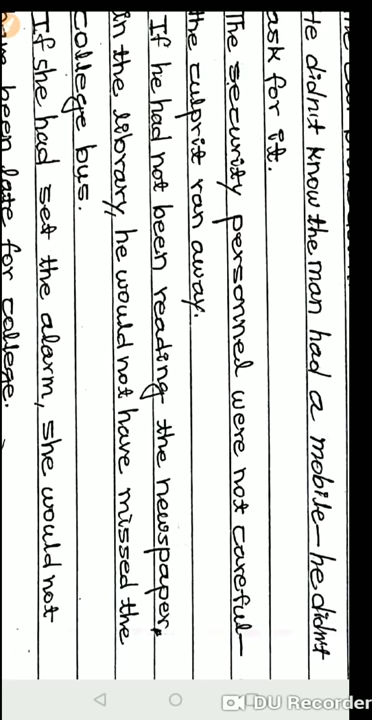 He didn't know the man had a mobile—he didn't
ask for it.
The security personnel were not careful—
the culprit ran away.
If he had not been reading the newspaper,
in the library, he would not have missed the
college bus.
If she had set the alarm, she would not
have been late for college.
DU Recorder